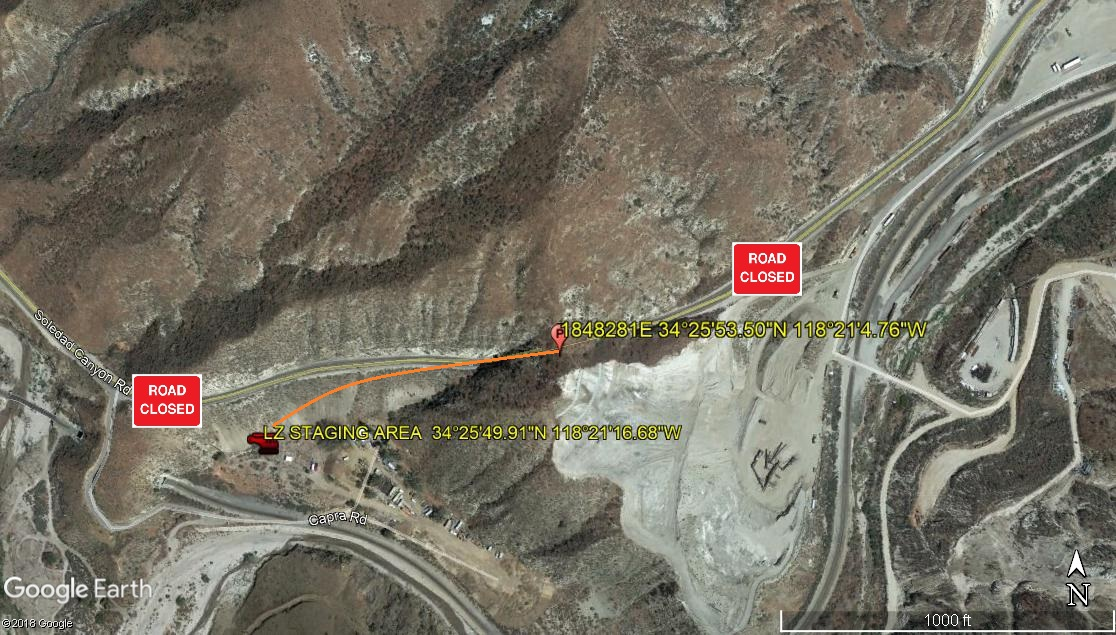 ROAD
CLOSED
1848281E 34°25'53.50"N 118°21'4.76"W
Soledad Canyon Rd
ROAD
CLOSED
LZ STAGING AREA 34°25'49.91"N 118°21'16.68"W
Capra Rd
Google Earth
©2018 Google
N
1000 ft